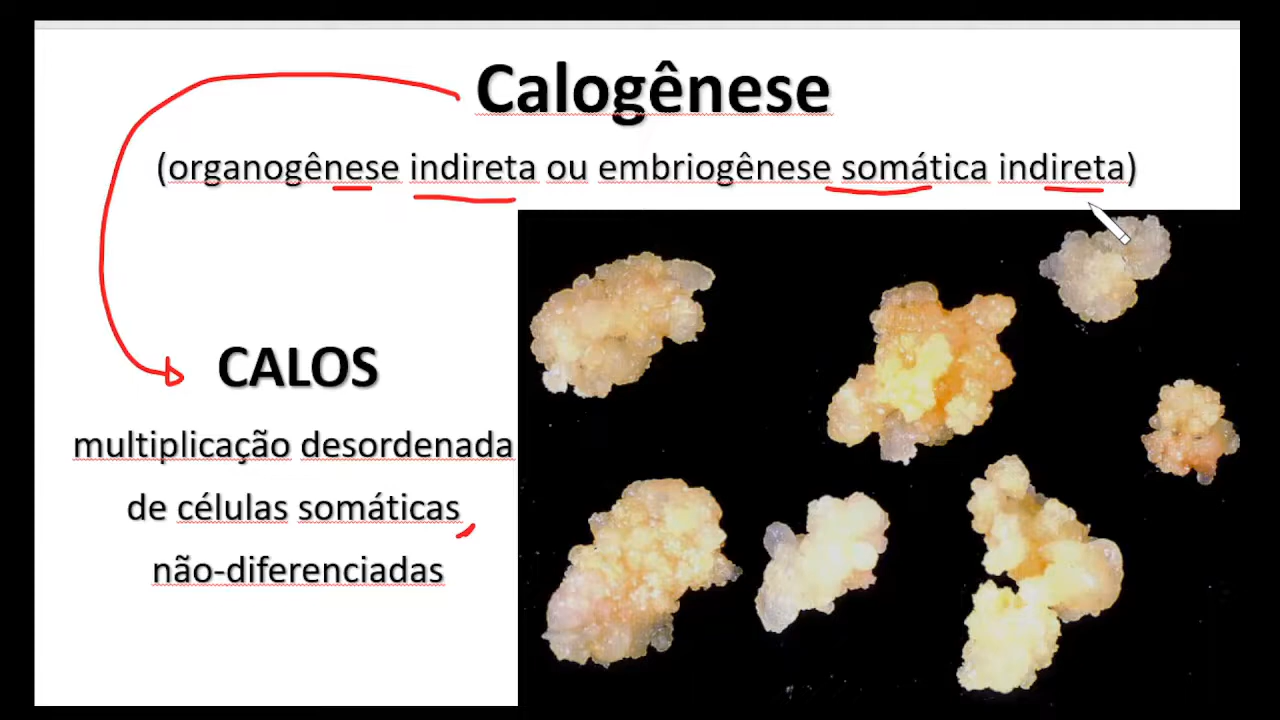 Calogênese
(organogênese indireta ou embriogênese somática indireta)
CALOS
multiplicação desordenada
de células somáticas
não-diferenciadas